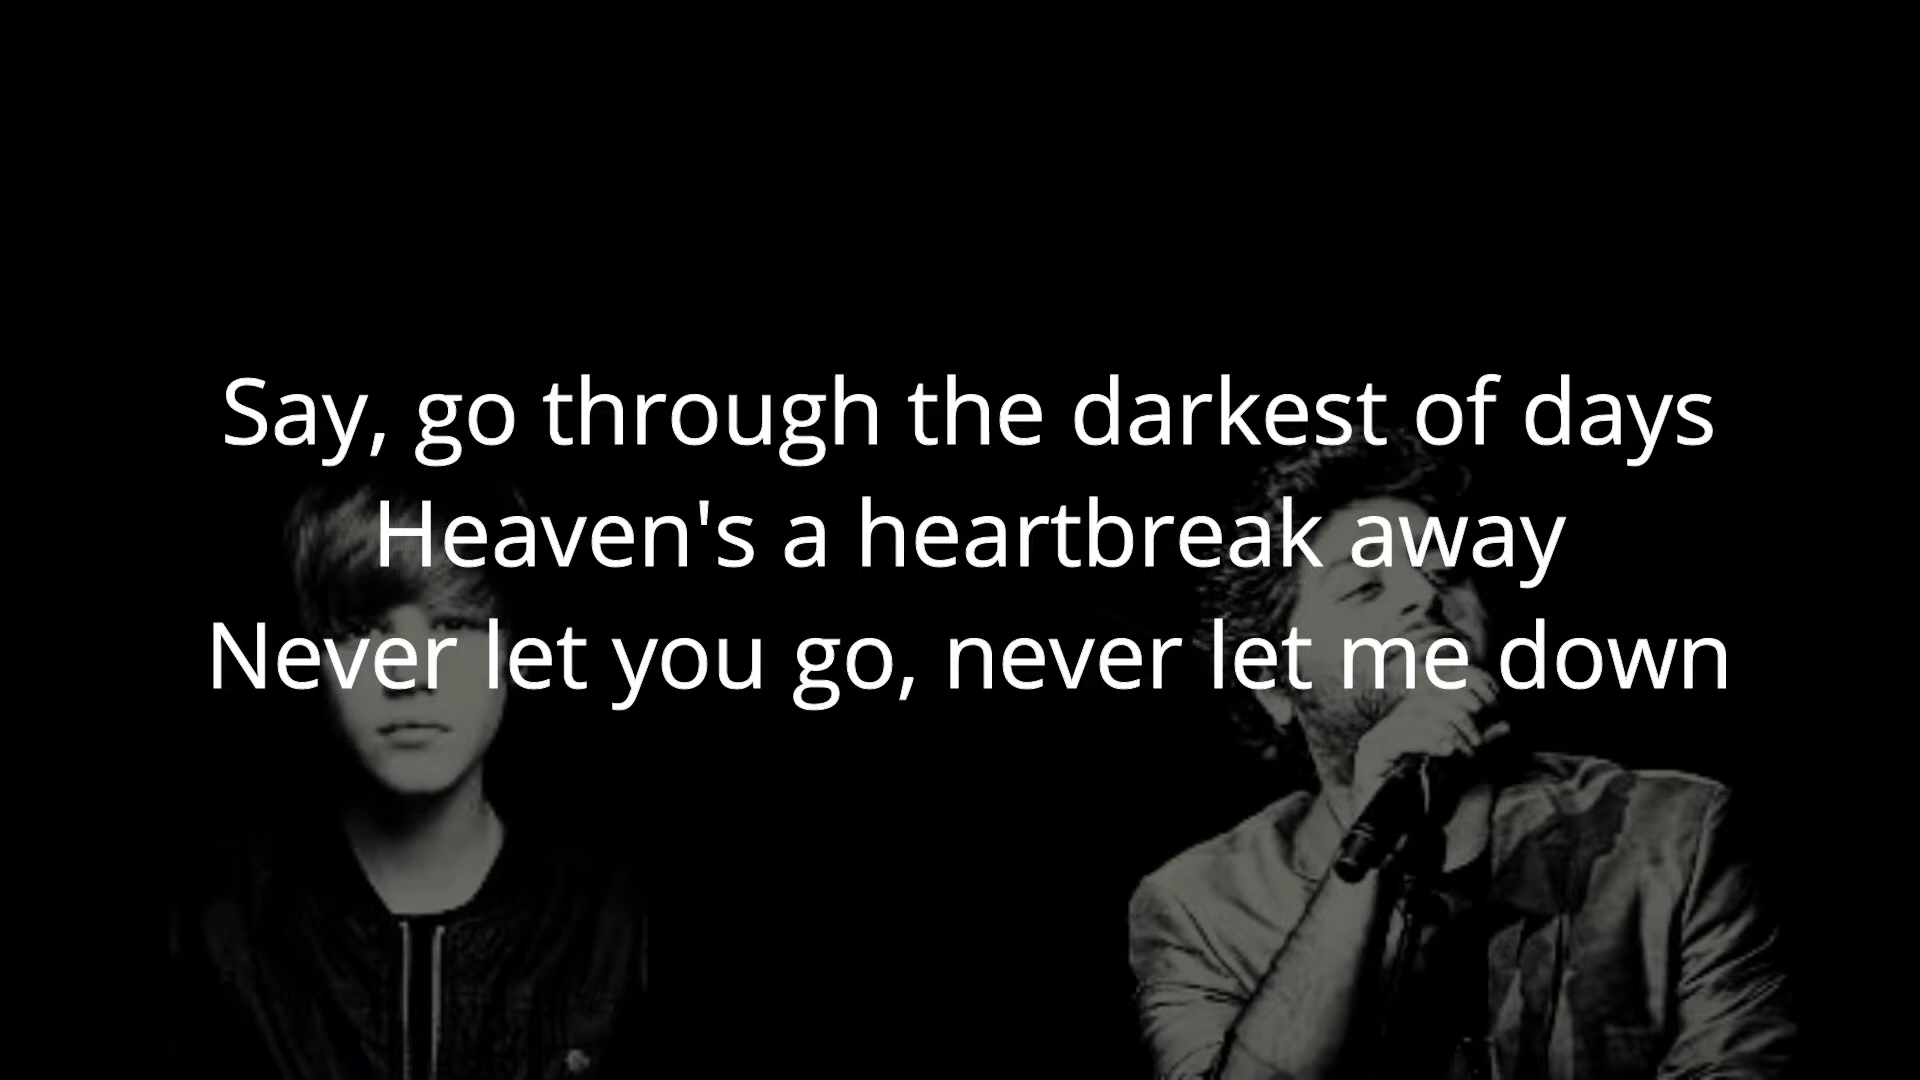 Say, go through the darkest of days
Heaven's a heartbreak away
Never let you go, never let me down